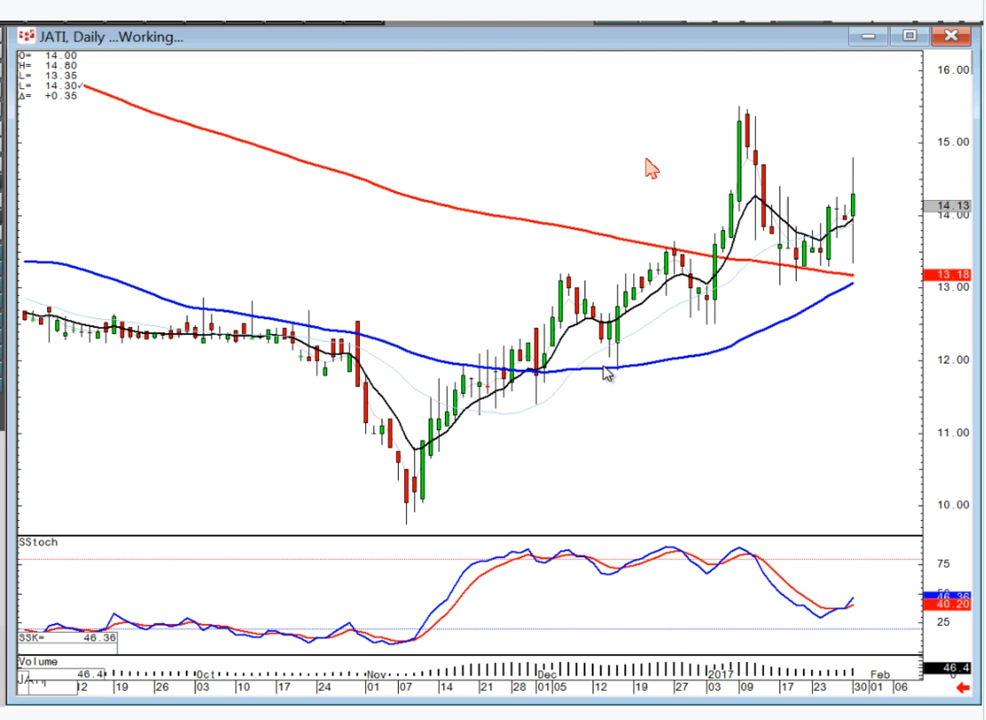 JATI, Daily ...Working...
O= 14.00
H= 14.80
L= 13.35
L= 14.30✓
Δ= +0.35
16.00
15.00
14.13
14.00
13.18
13.00
12.00
11.00
10.00
SStoch
75
46.36
40.20
25
SSK= 46.36
Volume
46.4
46.4
0
Oct Nov Dec 2017 Feb
12 19 26 03 10 17 24 01 07 14 21 28 01 05 12 19 27 03 09 17 23 30 01 06